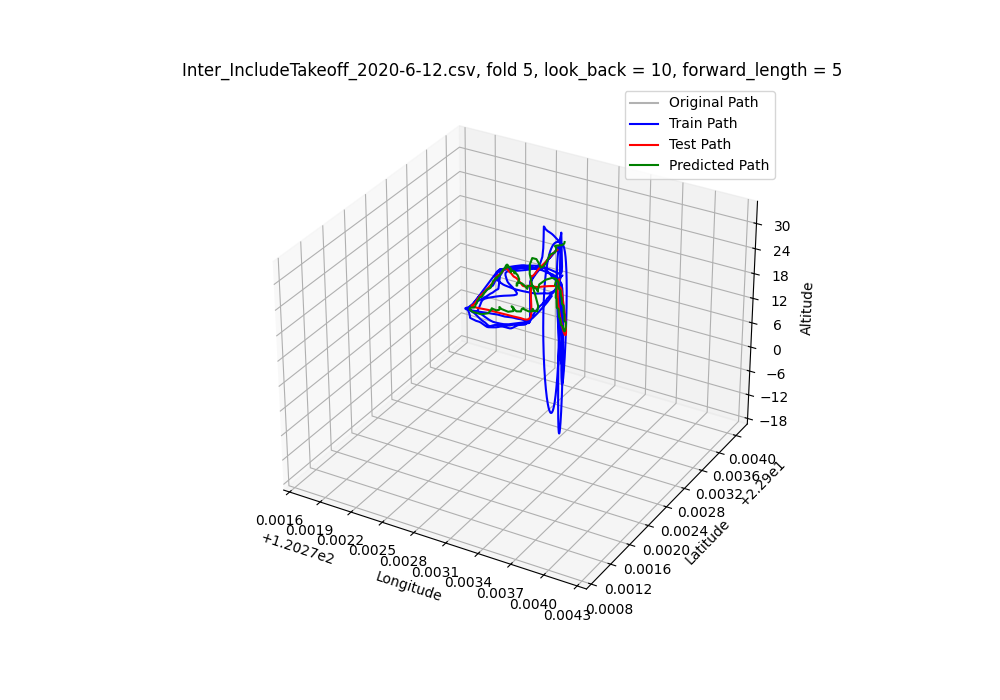 Inter_IncludeTakeoff_2020-6-12.csv, fold 5, look_back = 10, forward_length = 5
Original Path
Train Path
Test Path
Predicted Path
30
24
18
12
6
0
−6
−12
−18
Altitude
0.0040
0.0036
0.0032
0.0028
0.0024
0.0020
0.0016
0.0012
0.0008
+2.29e1
Latitude
0.0016
0.0019
0.0022
0.0025
0.0028
0.0031
0.0034
0.0037
0.0040
0.0043
+1.2027e2
Longitude